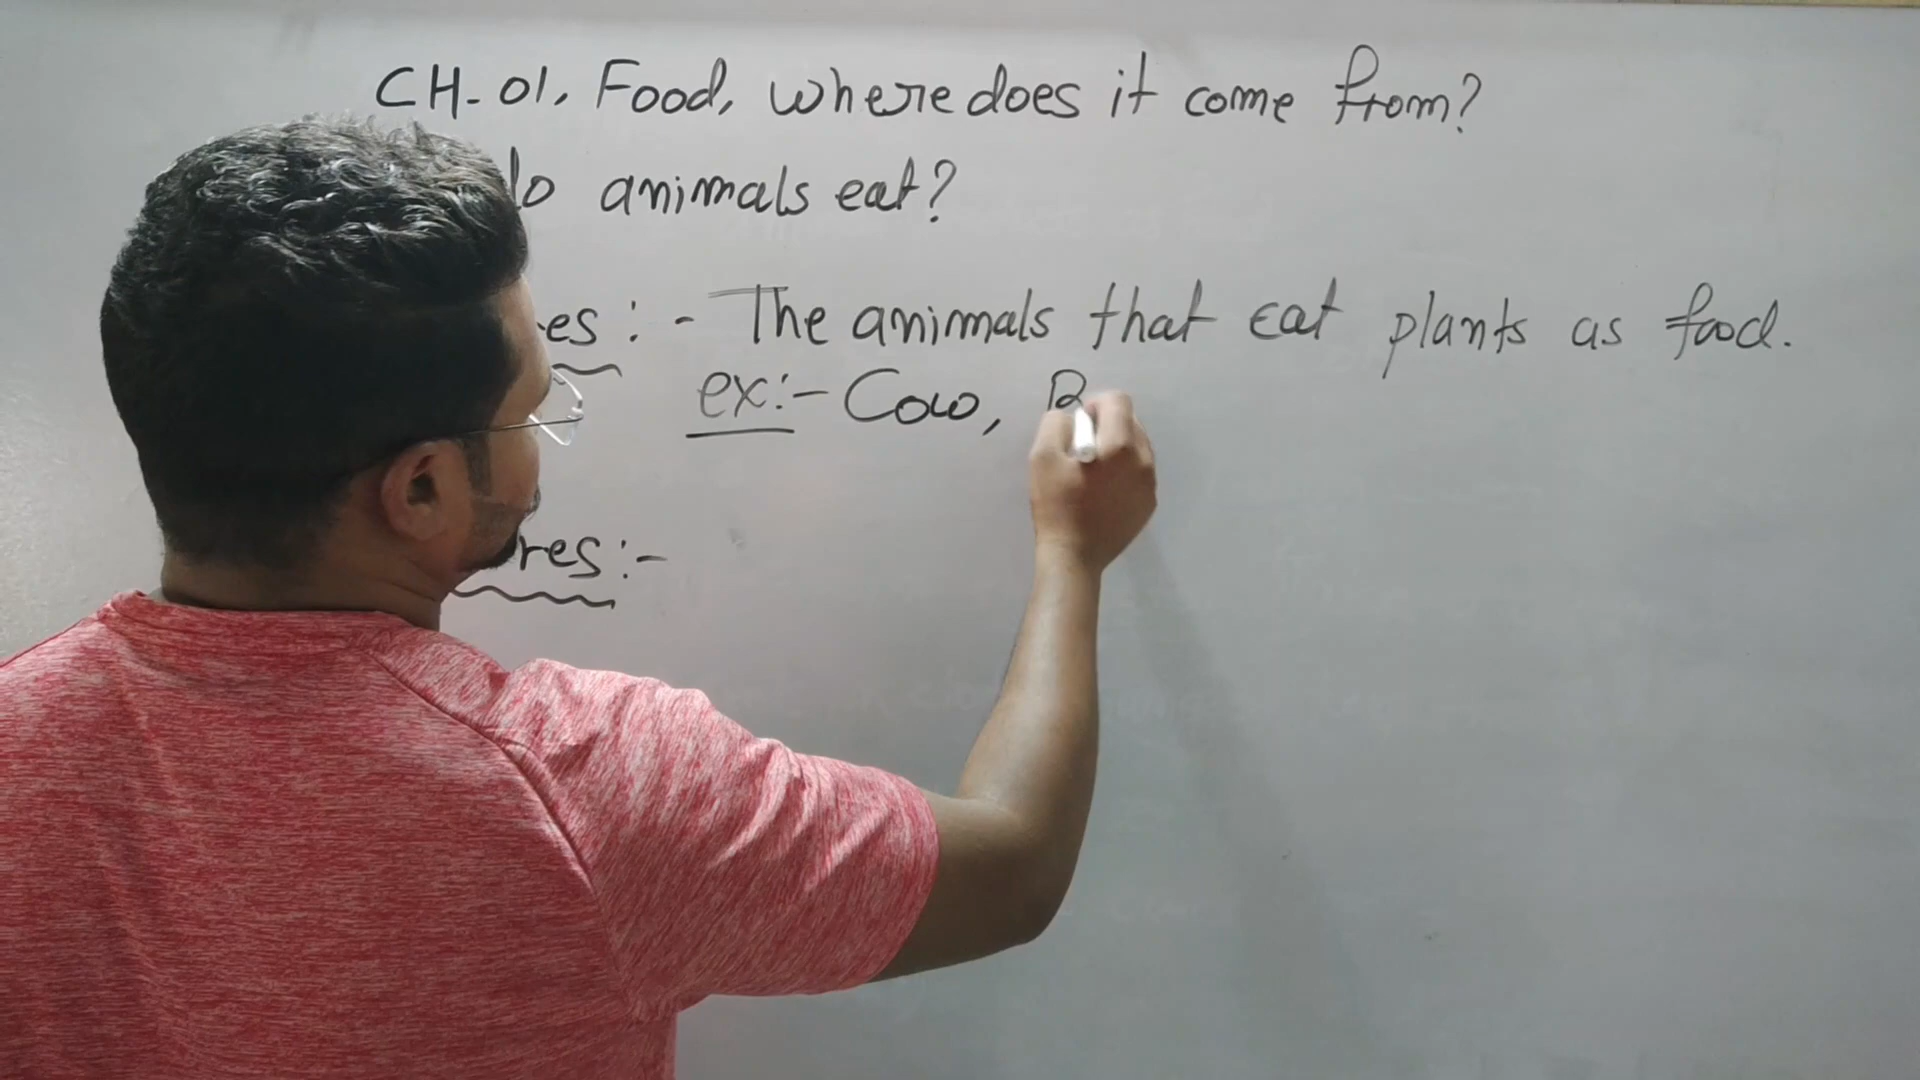 CH-01. Food, where does it come from?
do animals eat?
es :- The animals that eat plants as food.
ex:- Cow,
res:-